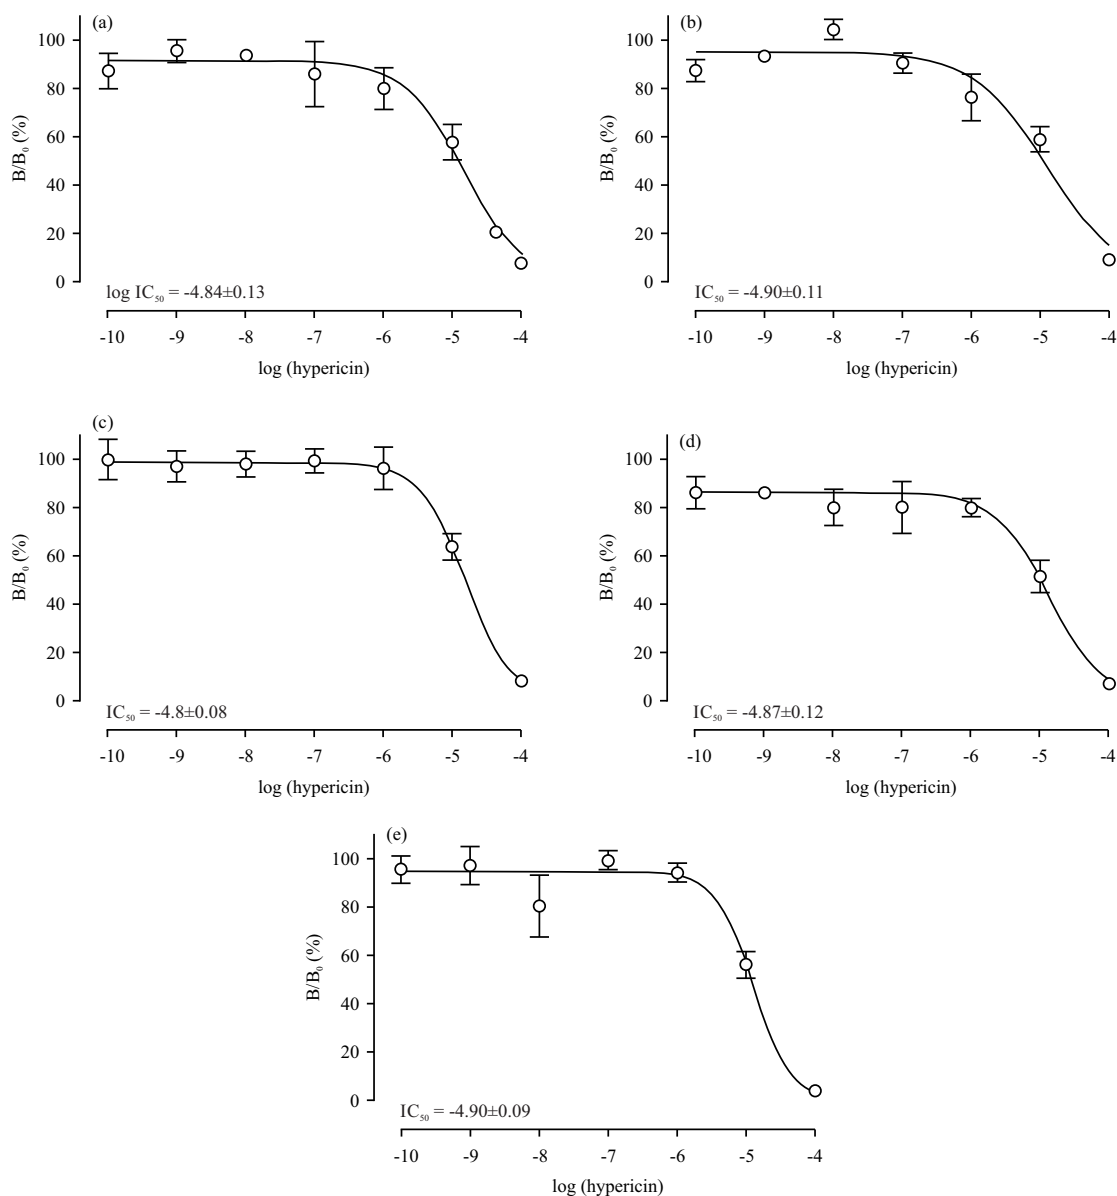 (a)
100
80
60
40
20
0
B/B₀ (%)
log IC₅₀ = -4.84±0.13
-10 -9 -8 -7 -6 -5 -4
log (hypericin)
(b)
100
80
60
40
20
0
B/B₀ (%)
IC₅₀ = -4.90±0.11
-10 -9 -8 -7 -6 -5 -4
log (hypericin)
(c)
100
80
60
40
20
0
B/B₀ (%)
IC₅₀ = -4.8±0.08
-10 -9 -8 -7 -6 -5 -4
log (hypericin)
(d)
100
80
60
40
20
0
B/B₀ (%)
IC₅₀ = -4.87±0.12
-10 -9 -8 -7 -6 -5 -4
log (hypericin)
(e)
100
80
60
40
20
0
B/B₀ (%)
IC₅₀ = -4.90±0.09
-10 -9 -8 -7 -6 -5 -4
log (hypericin)